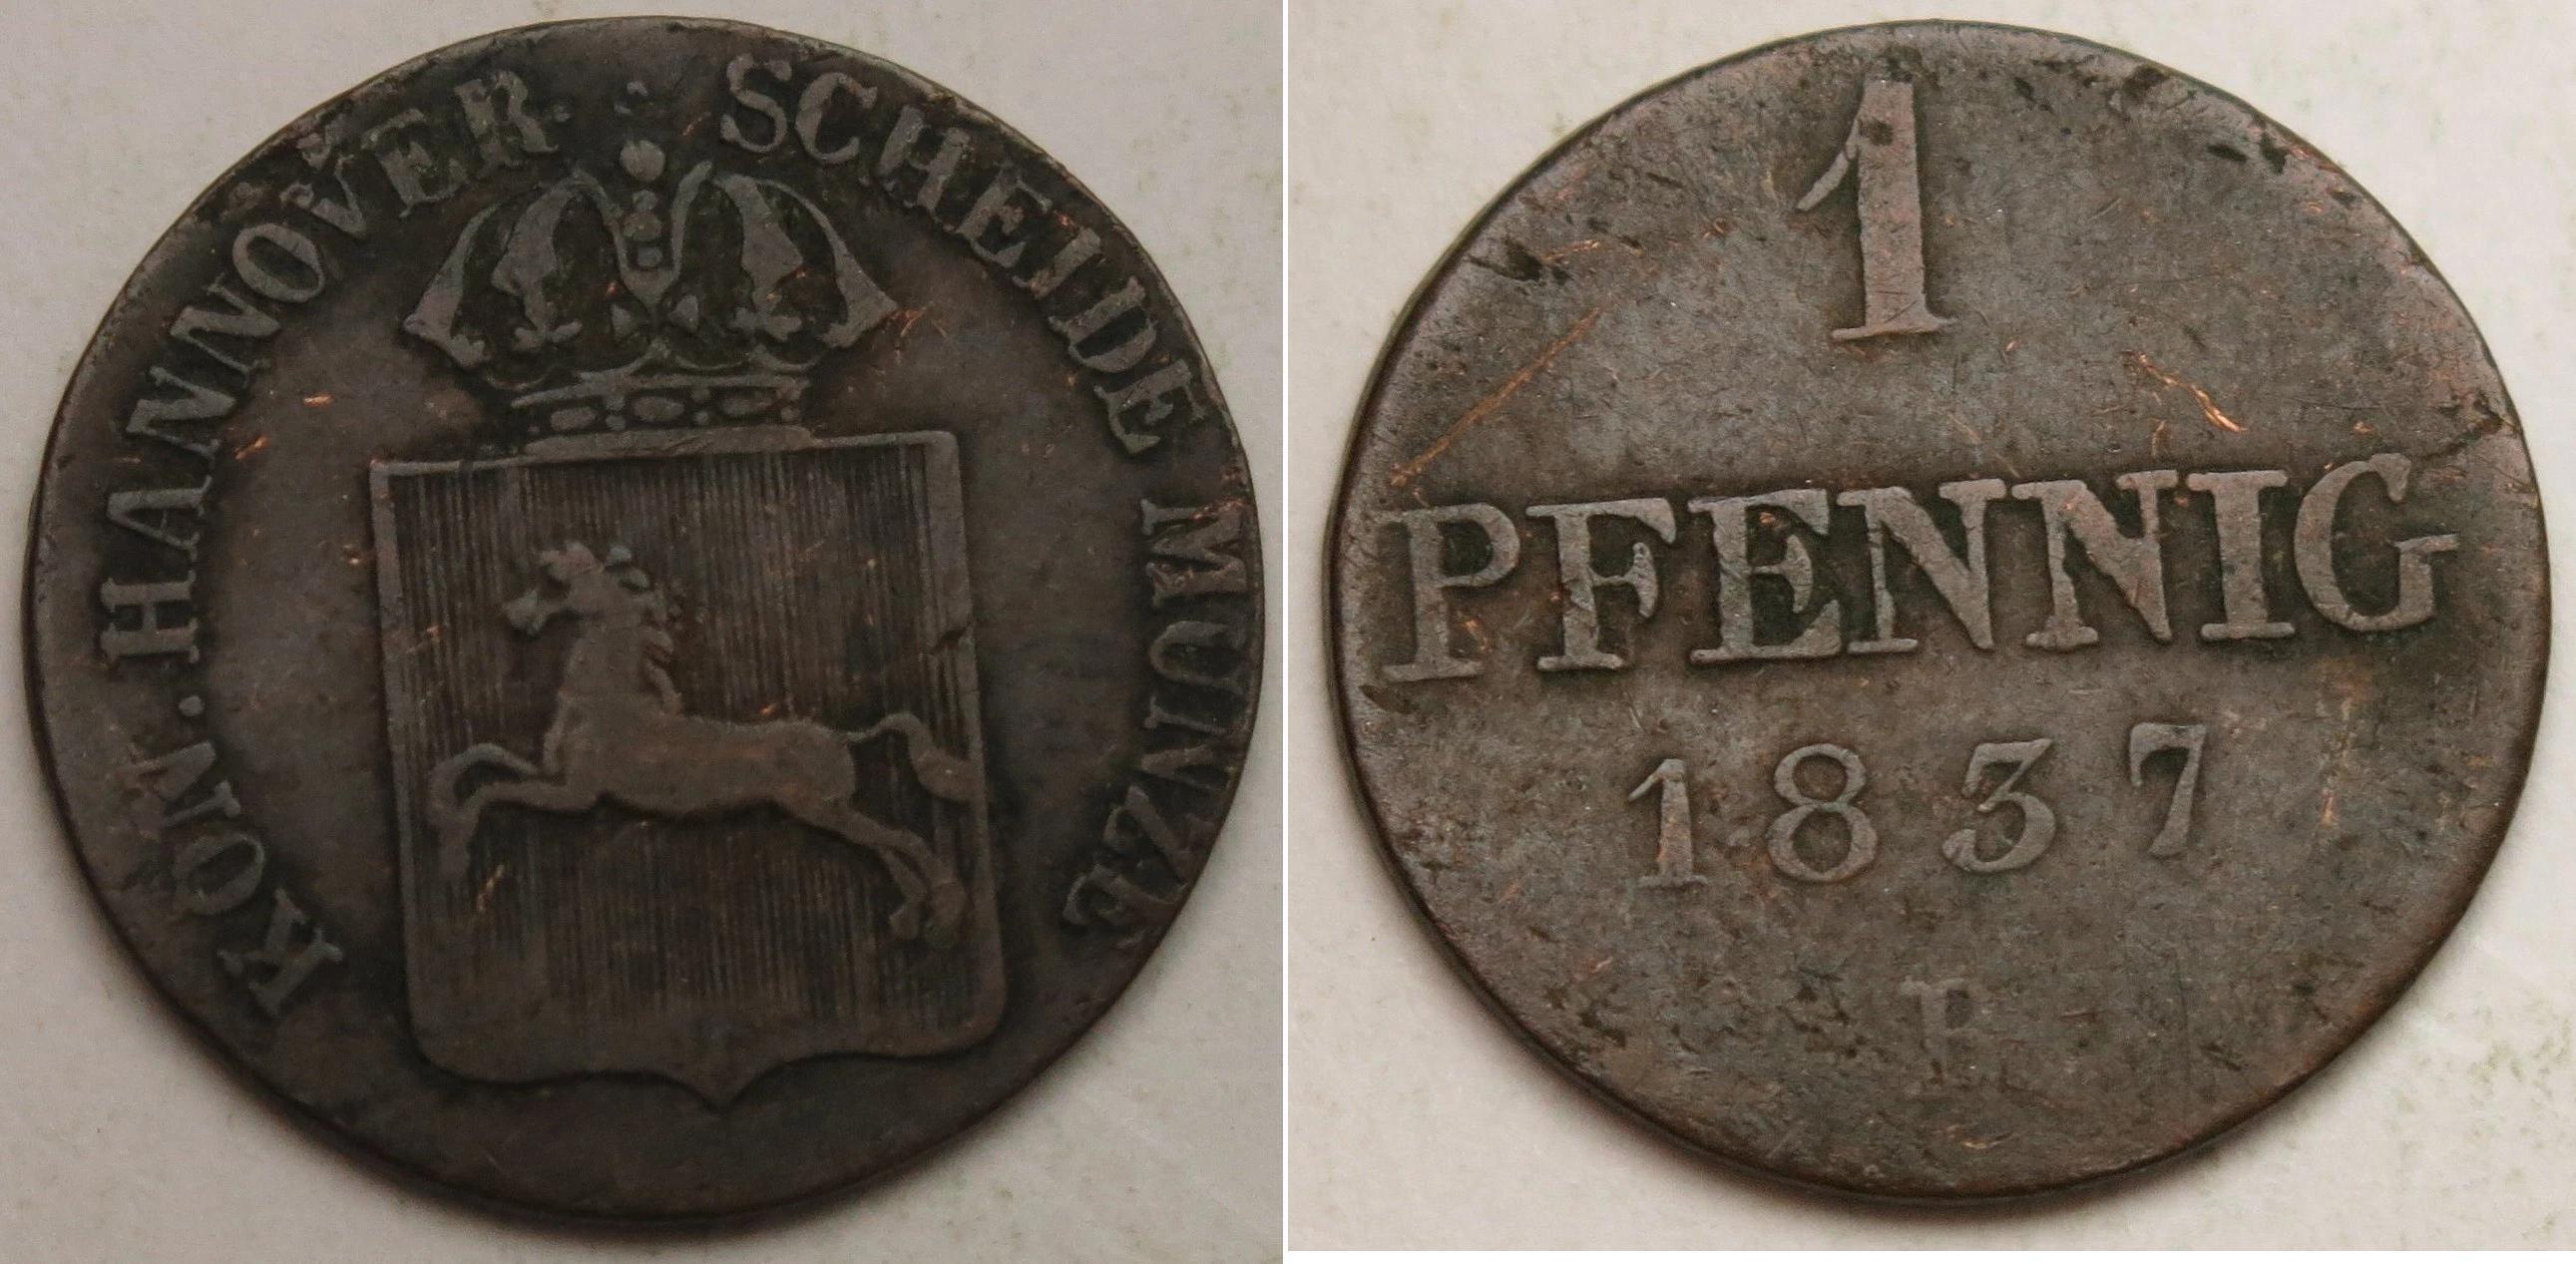 KÖN. HANNOVER SCHEIDE MÜNZE
1
PFENNIG
1837